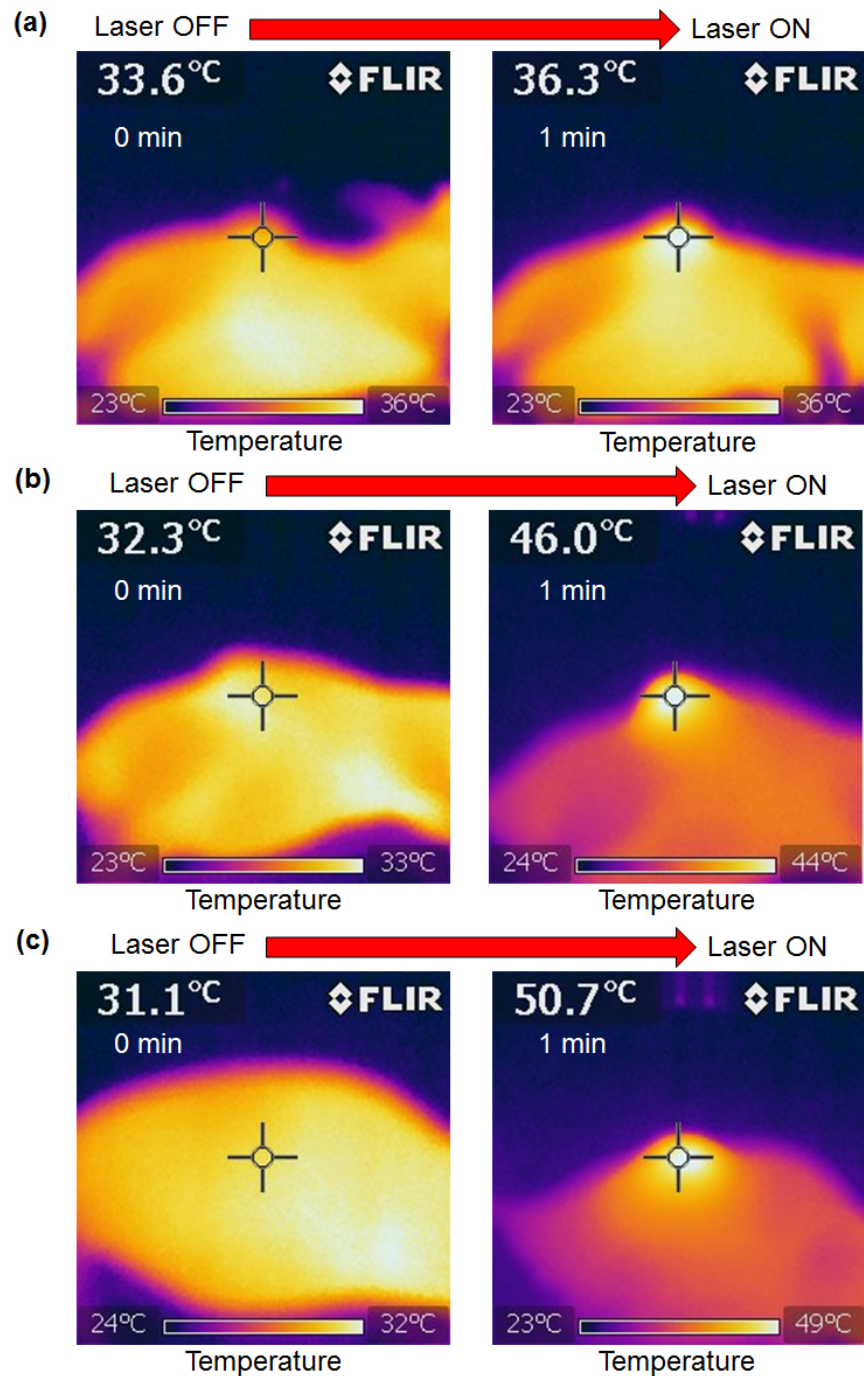 (a) Laser OFF Laser ON
33.6°C FLIR 36.3°C FLIR
0 min 1 min
23°C 36°C 23°C 36°C
Temperature Temperature
(b) Laser OFF Laser ON
32.3°C FLIR 46.0°C FLIR
0 min 1 min
23°C 33°C 24°C 44°C
Temperature Temperature
(c) Laser OFF Laser ON
31.1°C FLIR 50.7°C FLIR
0 min 1 min
24°C 32°C 23°C 49°C
Temperature Temperature